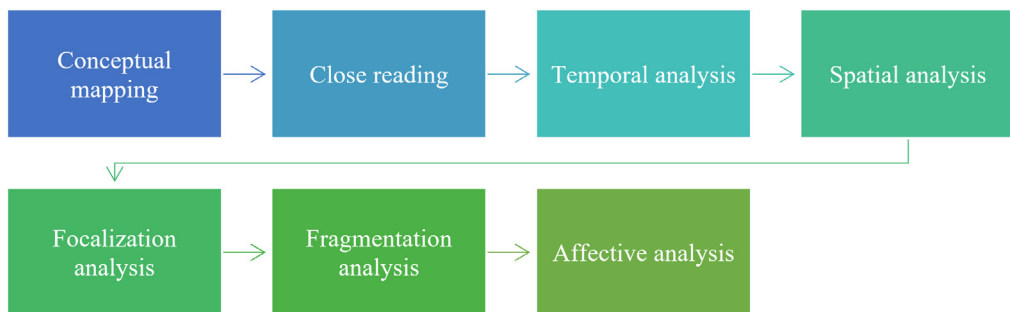 Conceptual
mapping
Close reading
Temporal analysis
Spatial analysis
Focalization
analysis
Fragmentation
analysis
Affective analysis